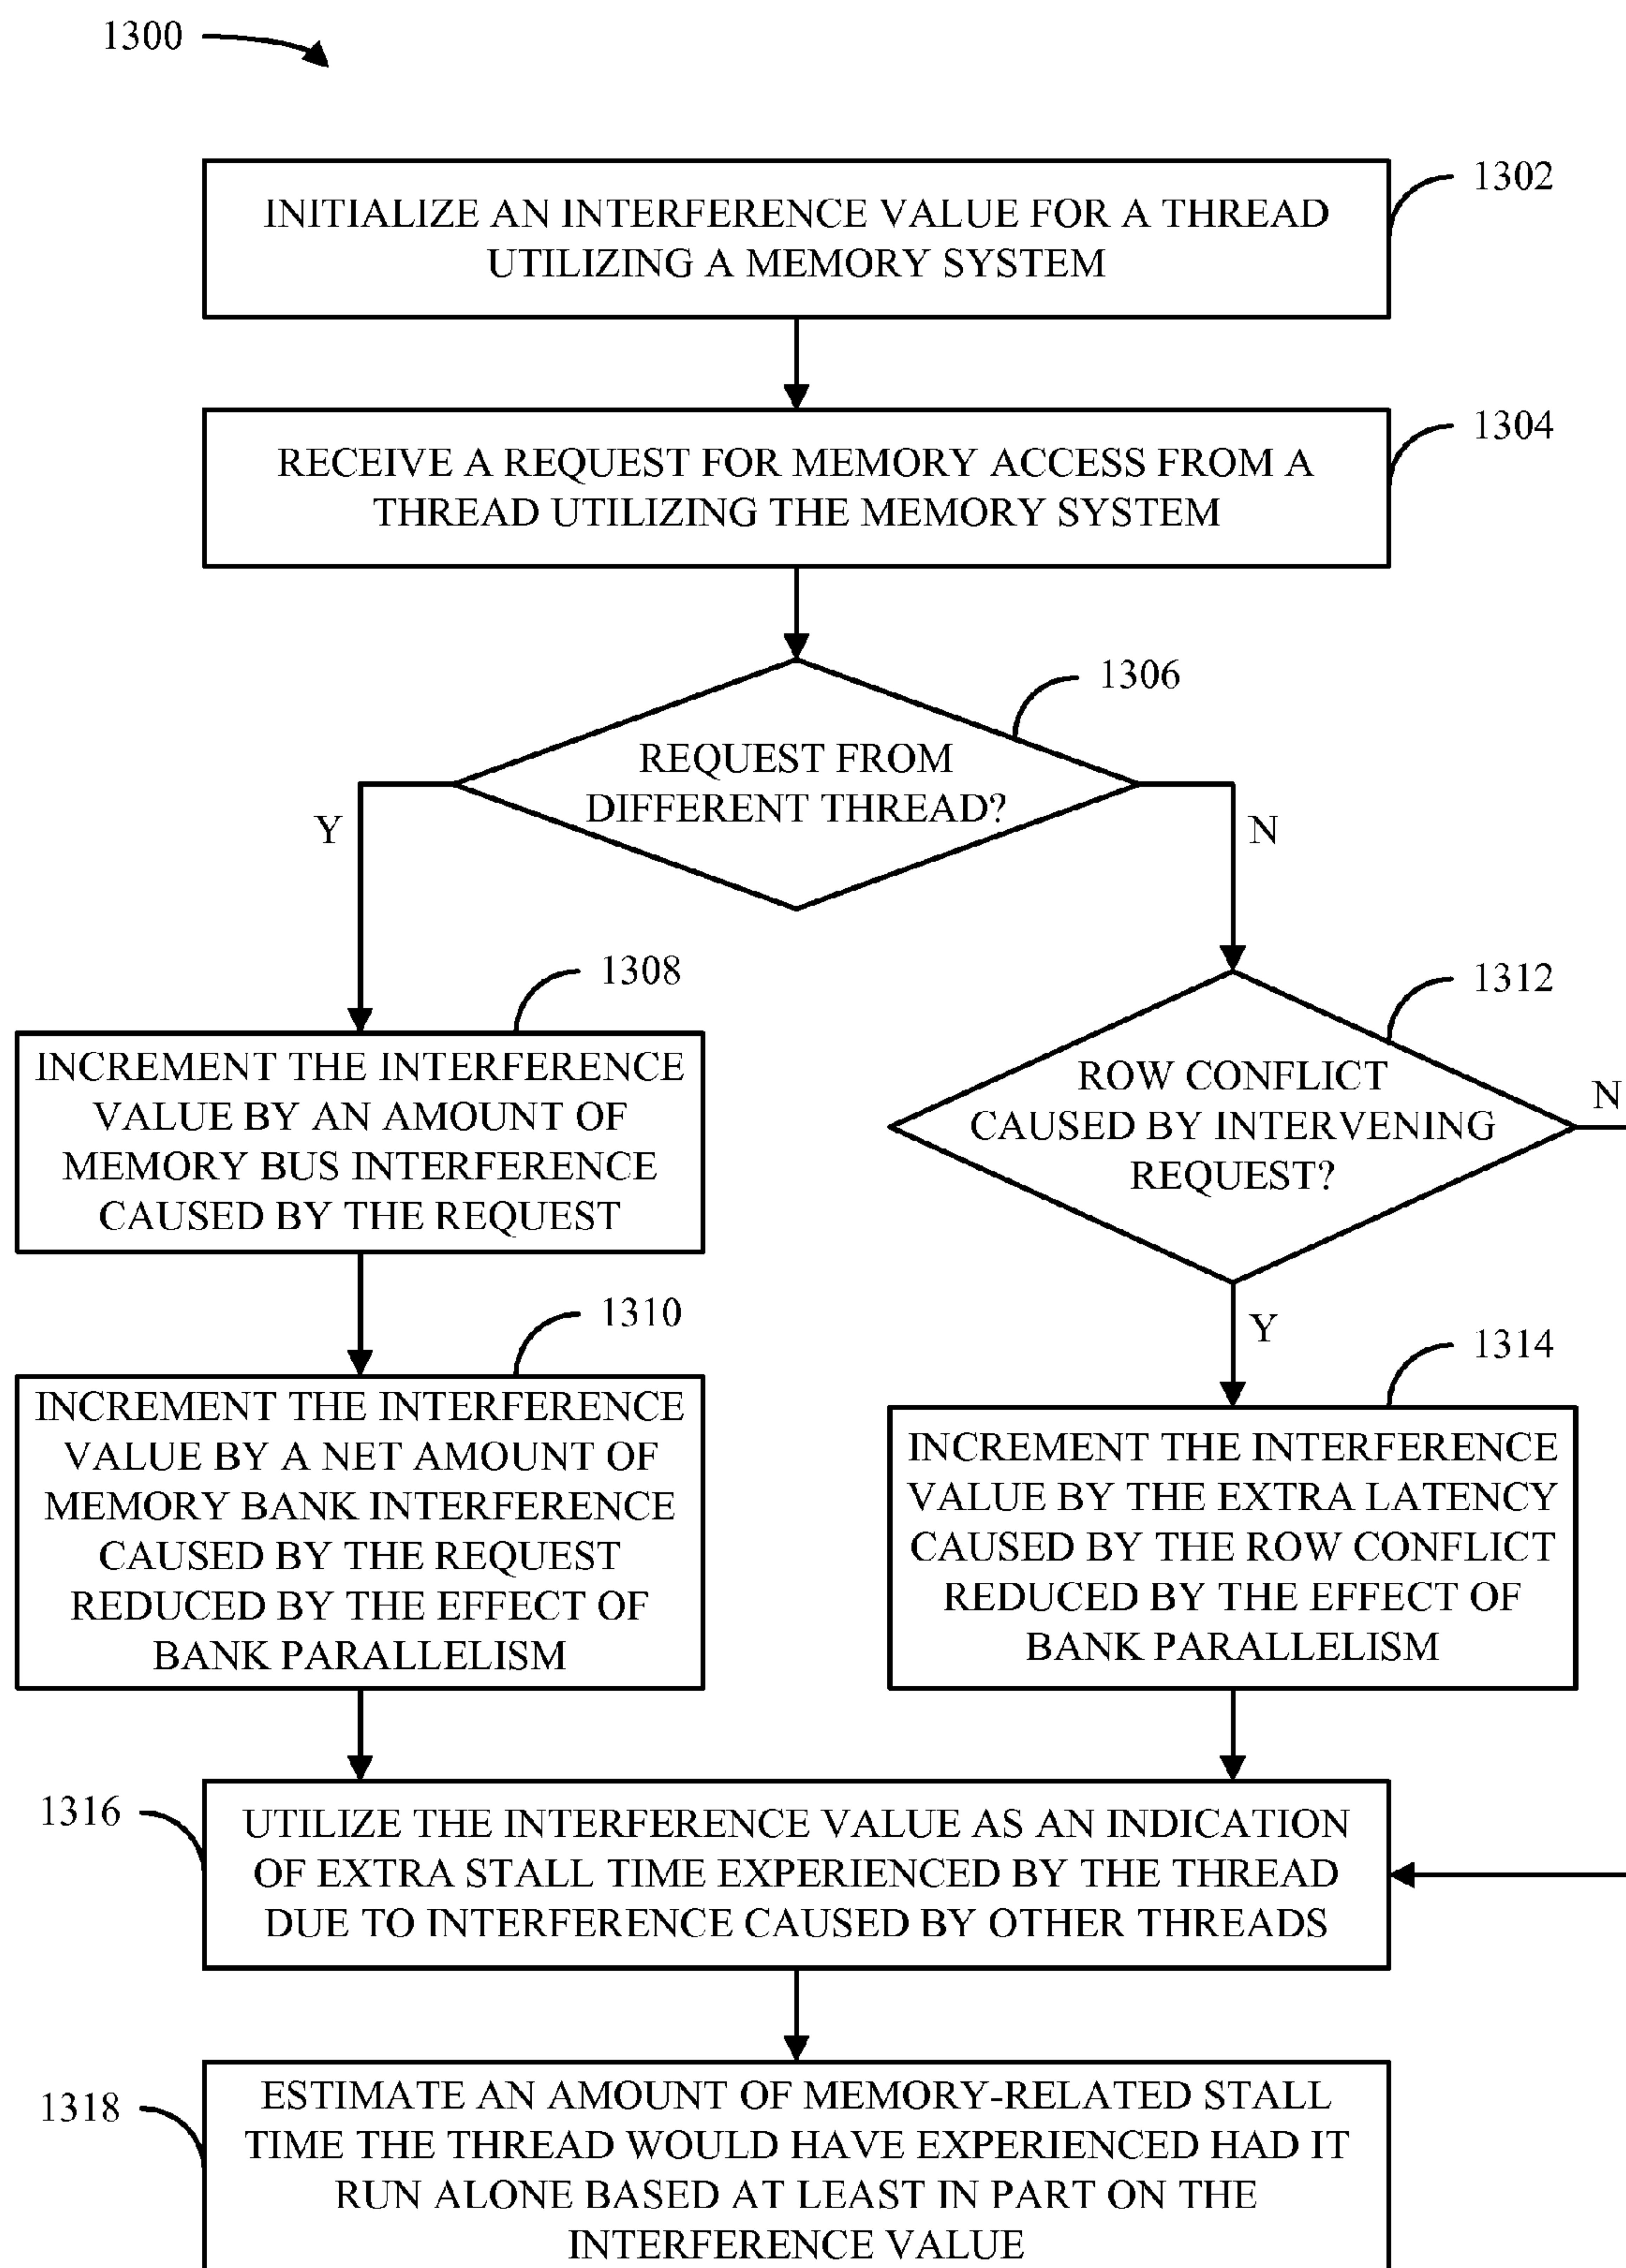 1300
1302
INITIALIZE AN INTERFERENCE VALUE FOR A THREAD
UTILIZING A MEMORY SYSTEM
1304
RECEIVE A REQUEST FOR MEMORY ACCESS FROM A
THREAD UTILIZING THE MEMORY SYSTEM
1306
REQUEST FROM
DIFFERENT THREAD?
Y
N
1308
INCREMENT THE INTERFERENCE
VALUE BY AN AMOUNT OF
MEMORY BUS INTERFERENCE
CAUSED BY THE REQUEST
1312
ROW CONFLICT
CAUSED BY INTERVENING
REQUEST?
N
Y
1310
INCREMENT THE INTERFERENCE
VALUE BY A NET AMOUNT OF
MEMORY BANK INTERFERENCE
CAUSED BY THE REQUEST
REDUCED BY THE EFFECT OF
BANK PARALLELISM
1314
INCREMENT THE INTERFERENCE
VALUE BY THE EXTRA LATENCY
CAUSED BY THE ROW CONFLICT
REDUCED BY THE EFFECT OF
BANK PARALLELISM
1316
UTILIZE THE INTERFERENCE VALUE AS AN INDICATION
OF EXTRA STALL TIME EXPERIENCED BY THE THREAD
DUE TO INTERFERENCE CAUSED BY OTHER THREADS
1318
ESTIMATE AN AMOUNT OF MEMORY-RELATED STALL
TIME THE THREAD WOULD HAVE EXPERIENCED HAD IT
RUN ALONE BASED AT LEAST IN PART ON THE
INTERFERENCE VALUE